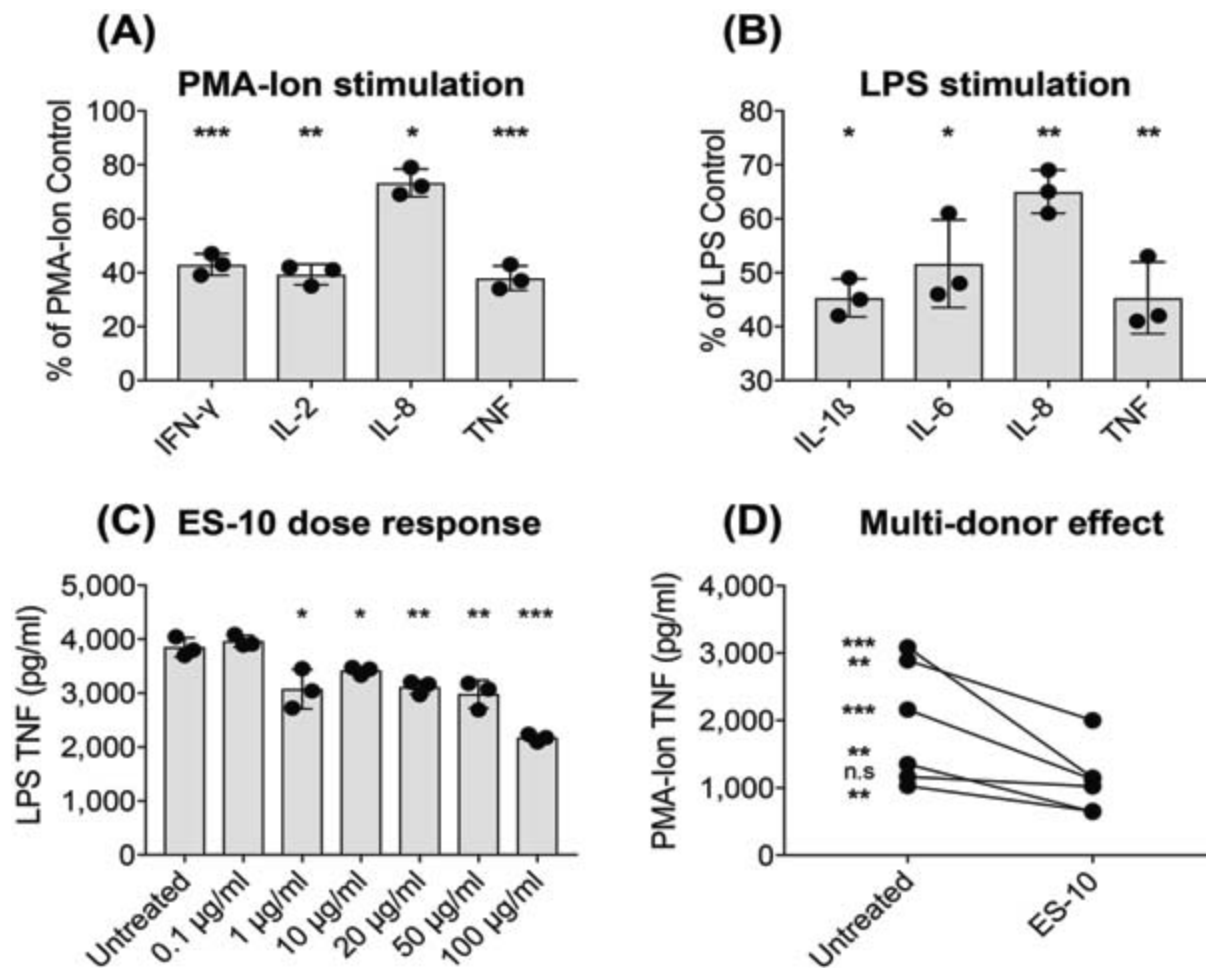 (A)
PMA-Ion stimulation
% of PMA-Ion Control
100
80
60
40
20
0
*** ** * ***
IFN-γ IL-2 IL-8 TNF
(B)
LPS stimulation
% of LPS Control
80
70
60
50
40
30
* * ** **
IL-1ß IL-6 IL-8 TNF
(C) ES-10 dose response
LPS TNF (pg/ml)
5,000
4,000
3,000
2,000
1,000
0
* * ** ** ***
Untreated 0.1 µg/ml 1 µg/ml 10 µg/ml 20 µg/ml 50 µg/ml 100 µg/ml
(D) Multi-donor effect
PMA-Ion TNF (pg/ml)
4,000
3,000
2,000
1,000
0
***
**
***
**
n.s
**
Untreated ES-10